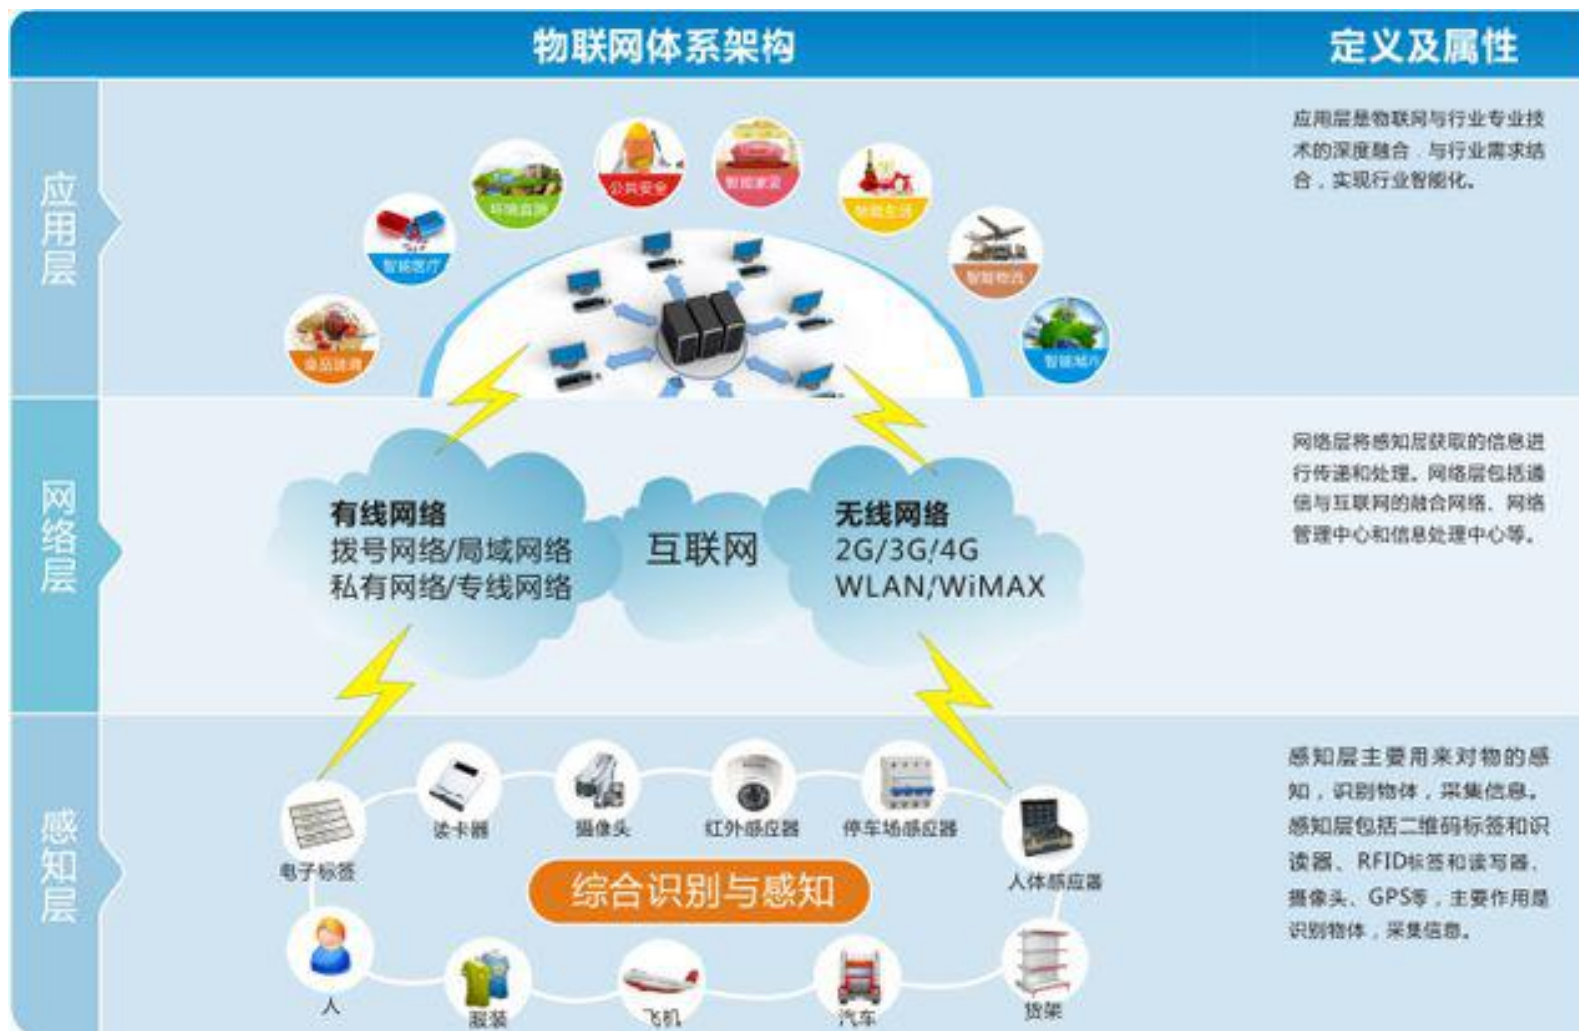 物联网体系架构
定义及属性
应用层
公共安全
智能家居
环境监测
智能生活
智能医疗
智能物流
食品追溯
智能城市
应用层是物联网与行业专业技
术的深度融合，与行业需求结
合，实现行业智能化。
网络层
有线网络
拨号网络/局域网络
私有网络/专线网络
互联网
无线网络
2G/3G/4G
WLAN/WiMAX
网络层将感知层获取的信息进
行传递和处理。网络层包括通
信与互联网的融合网络、网络
管理中心和信息处理中心等。
感知层
电子标签
读卡器
摄像头
红外感应器
停车场感应器
人体感应器
综合识别与感知
人
服装
飞机
汽车
货架
感知层主要用来对物的感
知，识别物体，采集信息。
感知层包括二维码标签和识
读器、RFID标签和读写器、
摄像头、GPS等，主要作用是
识别物体，采集信息。